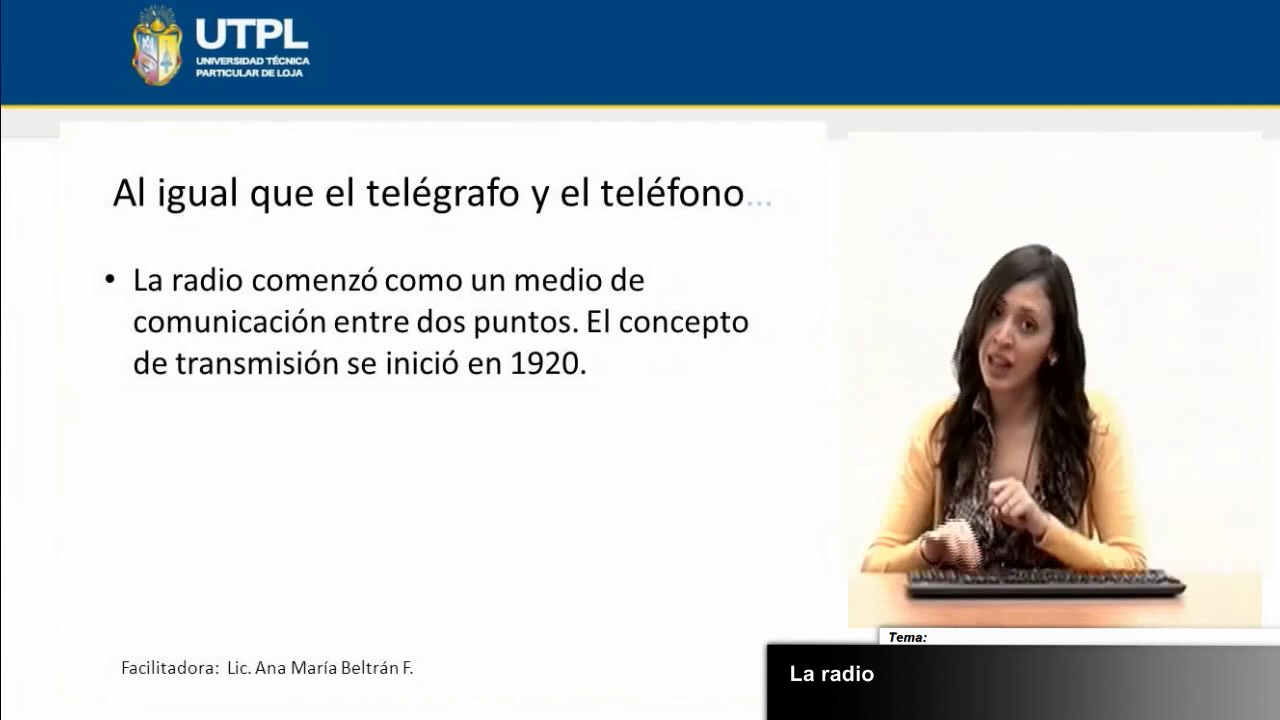 UTPL
UNIVERSIDAD TÉCNICA
PARTICULAR DE LOJA
Al igual que el telégrafo y el teléfono...
• La radio comenzó como un medio de
comunicación entre dos puntos. El concepto
de transmisión se inició en 1920.
Facilitadora: Lic. Ana María Beltrán F.
Tema:
La radio